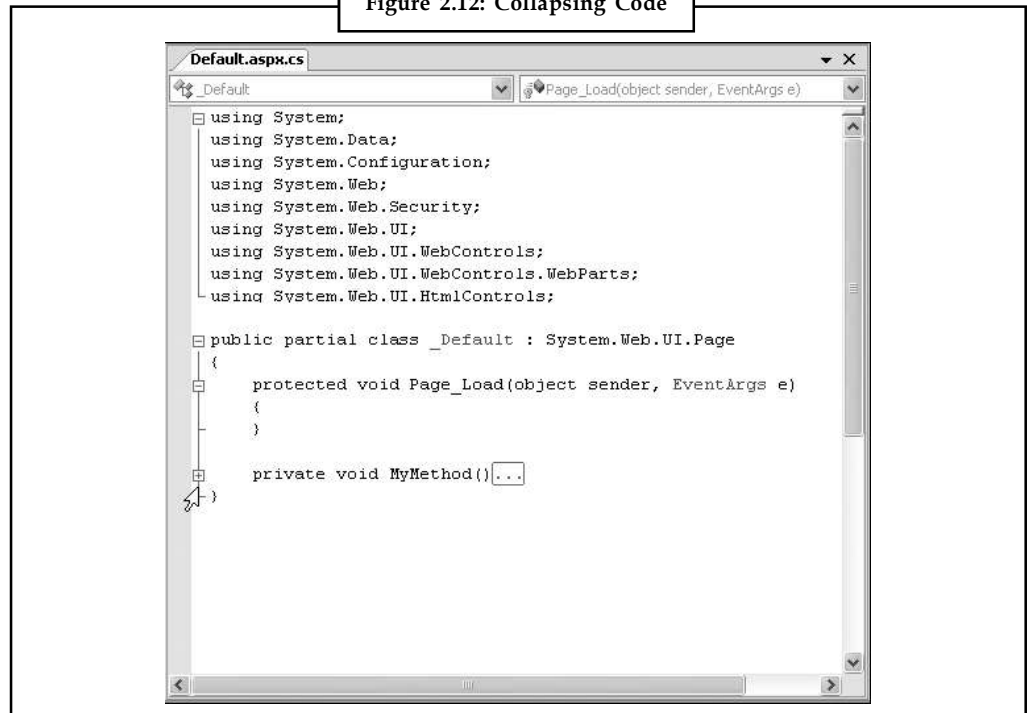 Figure 2.12: Collapsing Code
Default.aspx.cs
_Default
Page_Load(object sender, EventArgs e)
using System;
using System.Data;
using System.Configuration;
using System.Web;
using System.Web.Security;
using System.Web.UI;
using System.Web.UI.WebControls;
using System.Web.UI.WebControls.WebParts;
using System.Web.UI.HtmlControls;
public partial class _Default : System.Web.UI.Page
{
protected void Page_Load(object sender, EventArgs e)
{
}
private void MyMethod()...
}